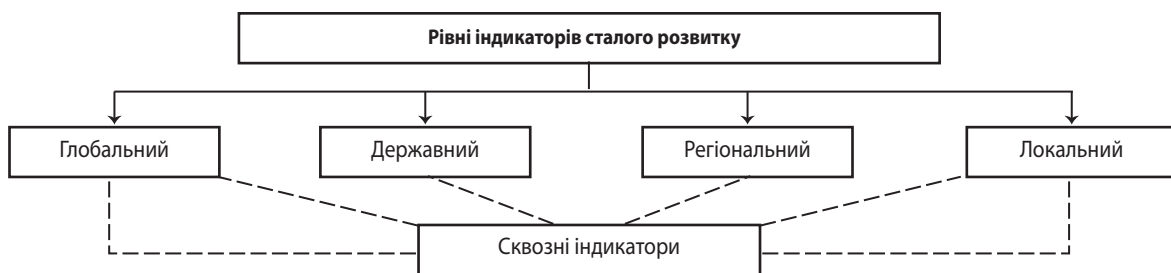 Рівні індикаторів сталого розвитку
Глобальний
Державний
Регіональний
Локальний
Сквозні індикатори